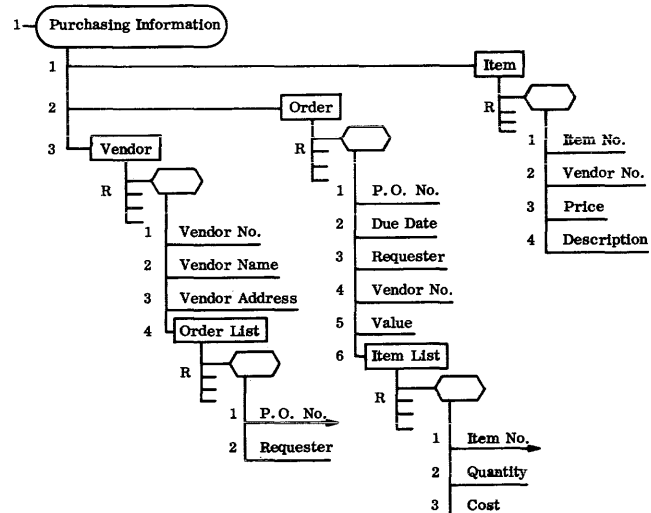 1 Purchasing Information
1 Item
2 Order
R
3 Vendor
R
R
1 Item No.
2 Vendor No.
3 Price
4 Description
1 P.O. No.
2 Due Date
3 Requester
4 Vendor No.
5 Value
6 Item List
1 Vendor No.
2 Vendor Name
3 Vendor Address
4 Order List
R
1 P.O. No.
2 Requester
R
1 Item No.
2 Quantity
3 Cost